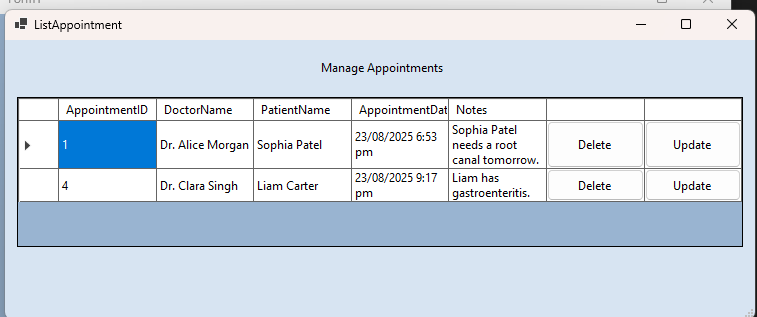 ListAppointment
Manage Appointments
AppointmentID DoctorName PatientName AppointmentDat Notes
1 Dr. Alice Morgan Sophia Patel 23/08/2025 6:53 pm Sophia Patel needs a root canal tomorrow. Delete Update
4 Dr. Clara Singh Liam Carter 23/08/2025 9:17 pm Liam has gastroenteritis. Delete Update